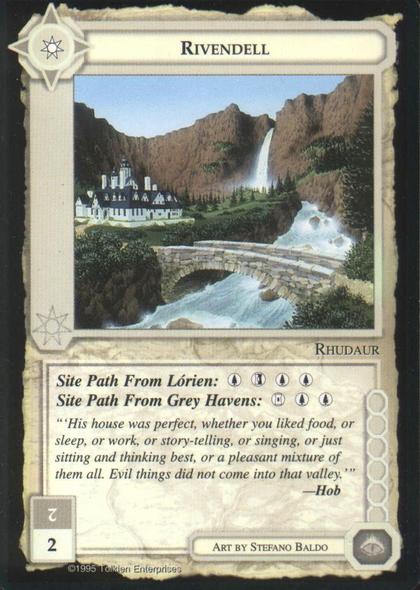 RIVENDELL
RHUDAUR
Site Path From Lórien:
Site Path From Grey Havens:
“‘His house was perfect, whether you liked food, or
sleep, or work, or story-telling, or singing, or just
sitting and thinking best, or a pleasant mixture of
them all. Evil things did not come into that valley.’”
—Hob
2
2
ART BY STEFANO BALDO
©1995 Tolkien Enterprises